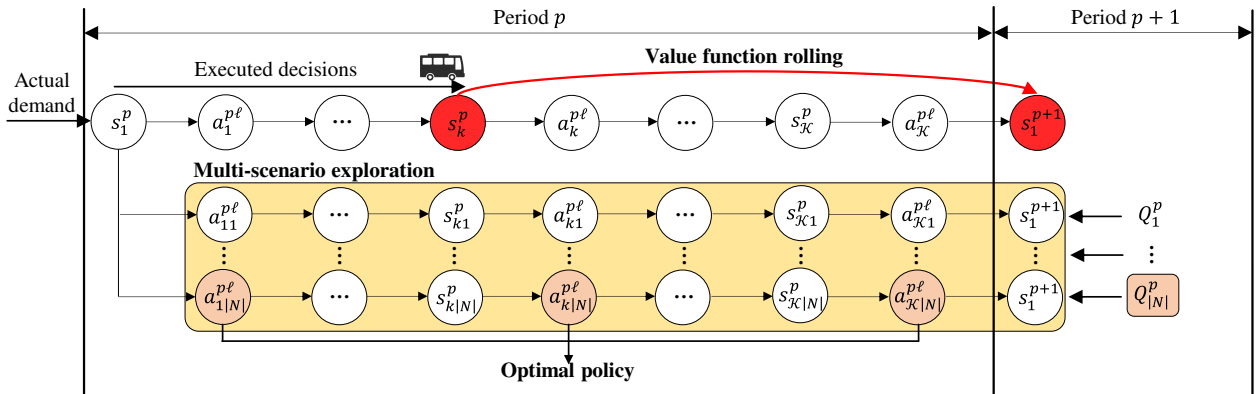 Period p Period p + 1
Value function rolling
Executed decisions
Actual
demand
s_1^p a_1^{pℓ} ... s_k^p a_k^{pℓ} ... s_𝒦^p a_𝒦^{pℓ} s_1^{p+1}
Multi-scenario exploration
a_{11}^{pℓ} ... s_{k1}^p a_{k1}^{pℓ} ... s_{𝒦1}^p a_{𝒦1}^{pℓ} s_1^{p+1} Q_1^p
⋮ ⋮ ⋮ ⋮ ⋮ ⋮ ⋮ ⋮ ⋮
a_{1|N|}^{pℓ} ... s_{k|N|}^p a_{k|N|}^{pℓ} ... s_{𝒦|N|}^p a_{𝒦|N|}^{pℓ} s_1^{p+1} Q_{|N|}^p
Optimal policy